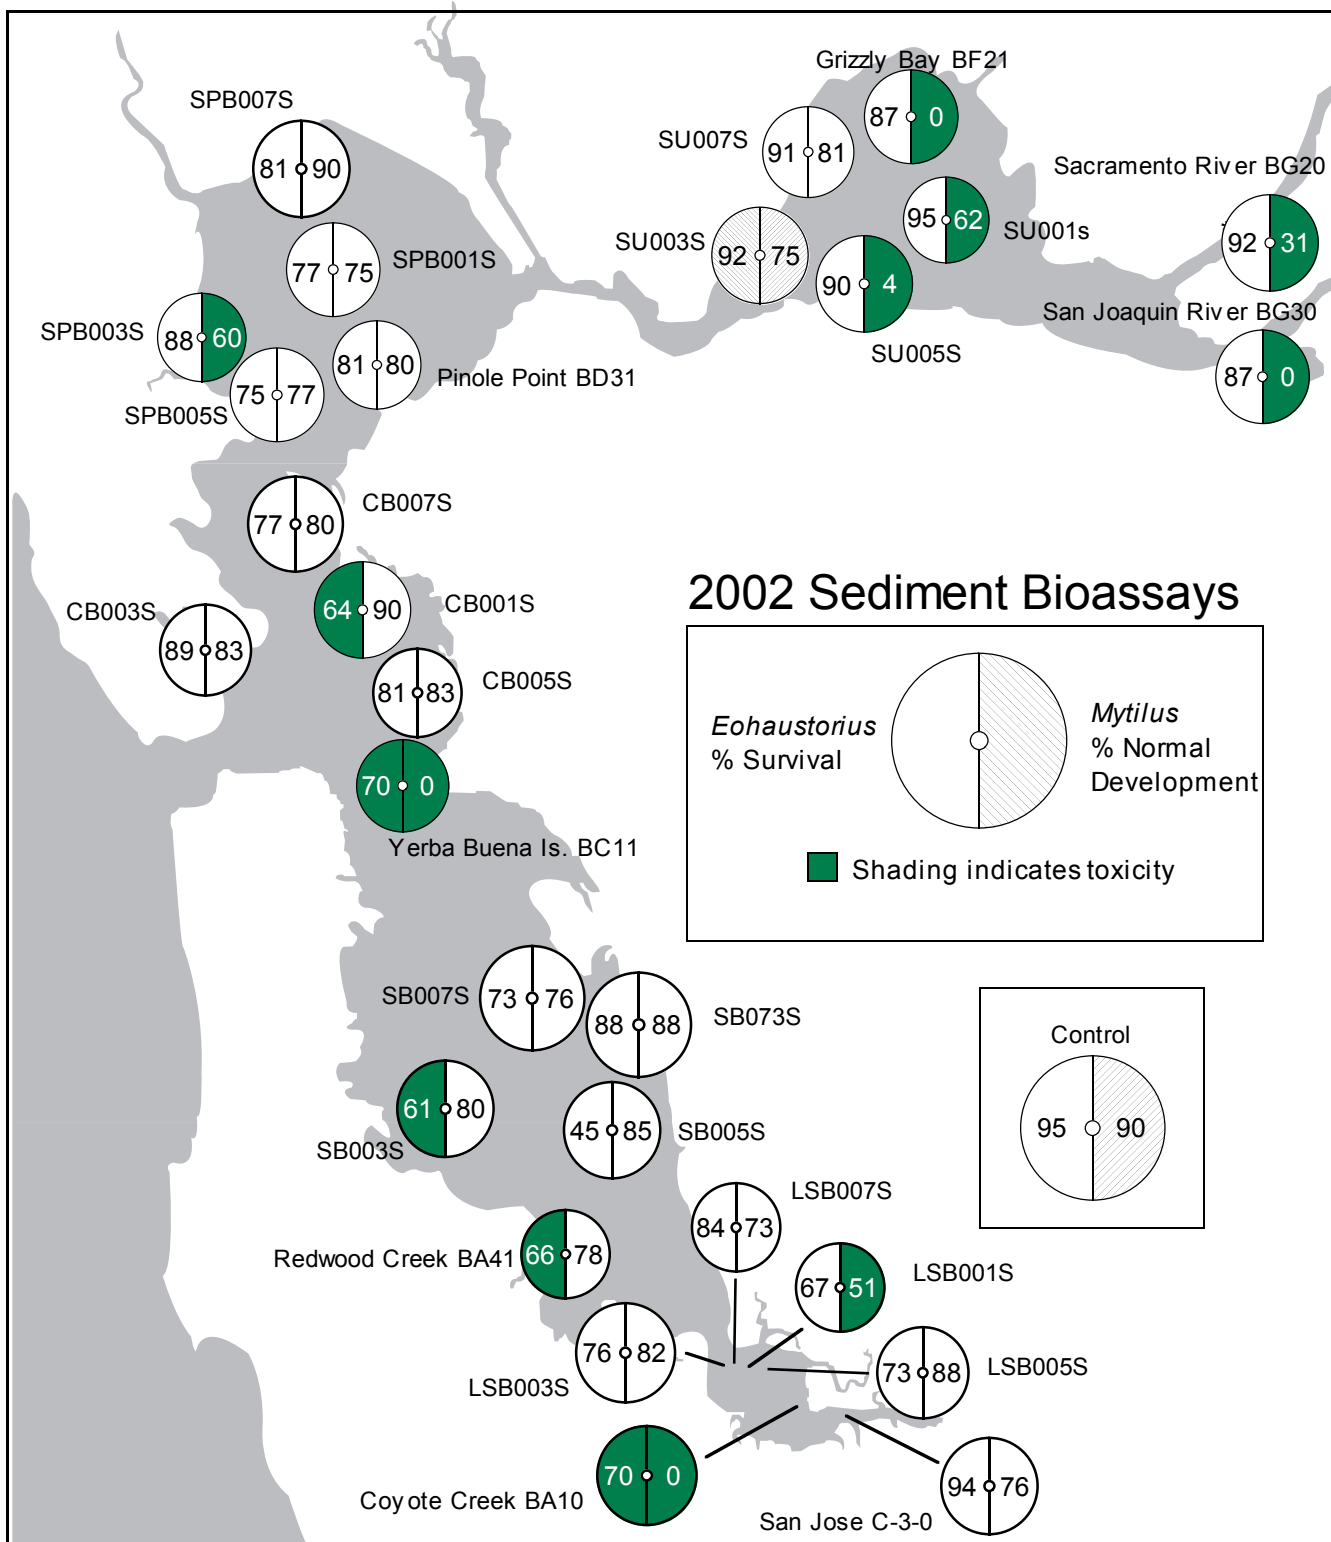 Grizzly Bay BF21
87 0
SPB007S
81 90
SU007S
91 81
Sacramento River BG20
92 31
SU001s
95 62
SU003S
92 75
SPB001S
77 75
SU005S
90 4
San Joaquin River BG30
87 0
SPB003S
88 60
Pinole Point BD31
81 80
SPB005S
75 77
CB007S
77 80
CB001S
64 90
CB003S
89 83
CB005S
81 83
Yerba Buena Is. BC11
70 0
2002 Sediment Bioassays
Eohaustorius
% Survival
Mytilus
% Normal
Development
Shading indicates toxicity
SB007S
73 76
SB073S
88 88
Control
95 90
SB003S
61 80
SB005S
45 85
LSB007S
84 73
Redwood Creek BA41
66 78
LSB001S
67 51
LSB003S
76 82
LSB005S
73 88
Coyote Creek BA10
70 0
San Jose C-3-0
94 76